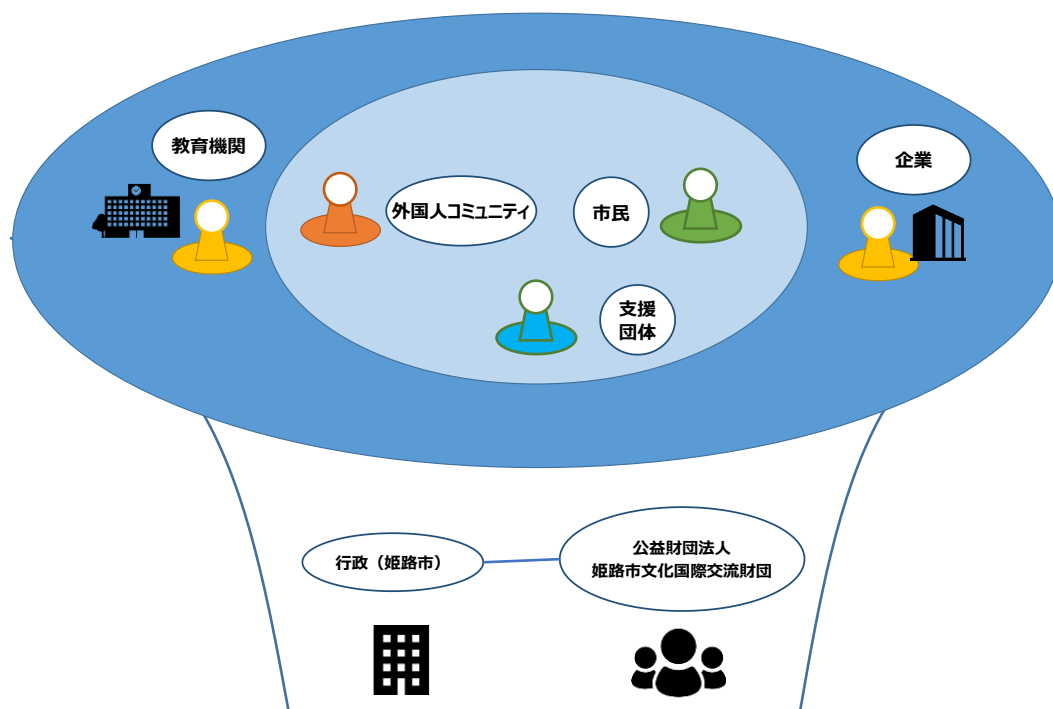 教育機関
企業
外国人コミュニティ
市民
支援
団体
行政（姫路市）
公益財団法人
姫路市文化国際交流財団